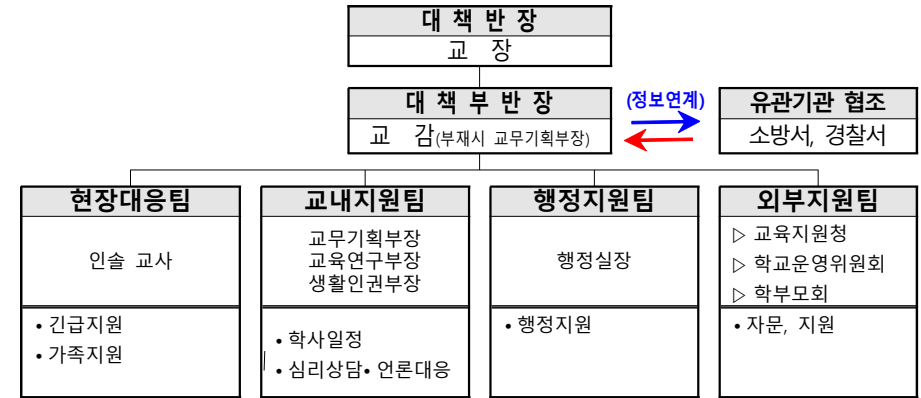 대 책 반 장
교 장
대 책 부 반 장
교 감(부재시 교무기획부장)
(정보연계)
유관기관 협조
소방서, 경찰서
현장대응팀
인솔 교사
• 긴급지원
• 가족지원
교내지원팀
교무기획부장
교육연구부장
생활인권부장
• 학사일정
• 심리상담• 언론대응
행정지원팀
행정실장
• 행정지원
외부지원팀
▷ 교육지원청
▷ 학교운영위원회
▷ 학부모회
• 자문, 지원